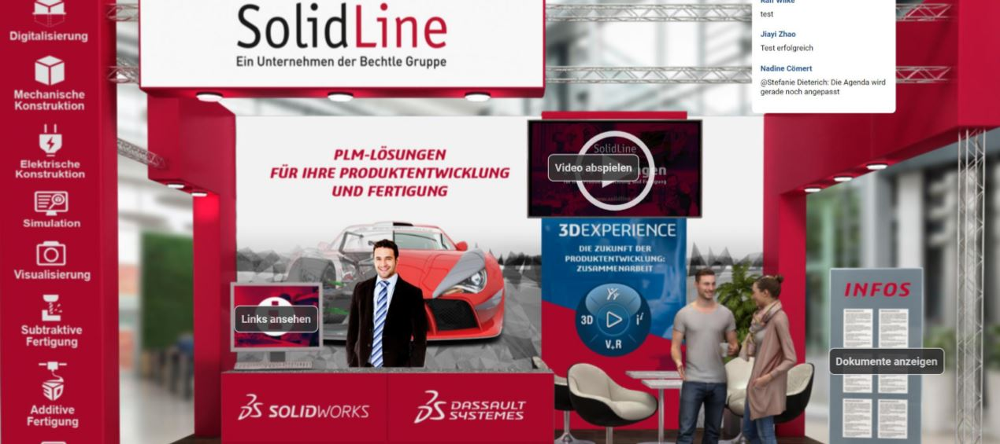 Digitalisierung
Mechanische
Konstruktion
Elektrische
Konstruktion
Simulation
Visualisierung
Subtraktive
Fertigung
Additive
Fertigung
SolidLine
Ein Unternehmen der Bechtle Gruppe
PLM-LÖSUNGEN
FÜR IHRE PRODUKTENTWICKLUNG
UND FERTIGUNG
Links ansehen
SOLIDWORKS
DASSAULT
SYSTEMES
SolidLine
Video abspielen
3DEXPERIENCE
DIE ZUKUNFT DER
PRODUKTENTWICKLUNG:
ZUSAMMENARBEIT
3D
V,R
Ralf Wilke
test
Jiayi Zhao
Test erfolgreich
Nadine Cömert
@Stefanie Dieterich: Die Agenda wird
gerade noch angepasst
INFOS
Dokumente anzeigen